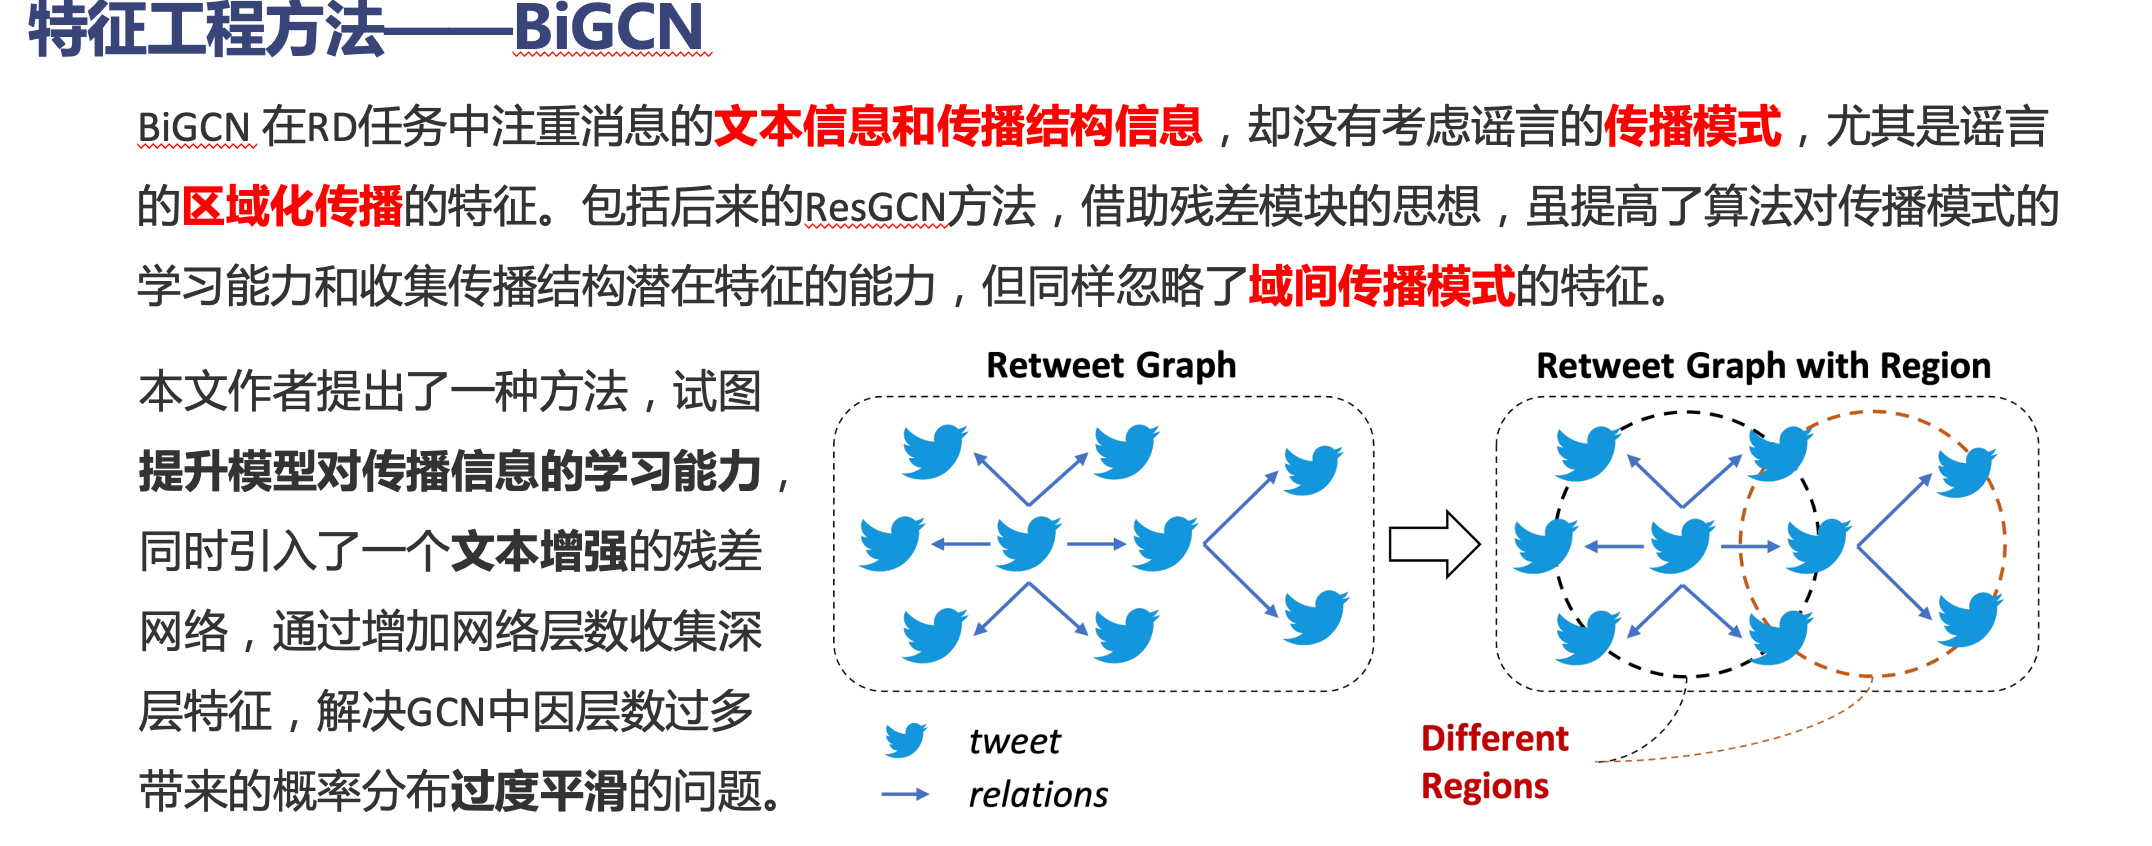 特征工程方法——BiGCN
BiGCN 在RD任务中注重消息的文本信息和传播结构信息，却没有考虑谣言的传播模式，尤其是谣言
的区域化传播的特征。包括后来的ResGCN方法，借助残差模块的思想，虽提高了算法对传播模式的
学习能力和收集传播结构潜在特征的能力，但同样忽略了域间传播模式的特征。
本文作者提出了一种方法，试图
提升模型对传播信息的学习能力，
同时引入了一个文本增强的残差
网络，通过增加网络层数收集深
层特征，解决GCN中因层数过多
带来的概率分布过度平滑的问题。
Retweet Graph
Retweet Graph with Region
tweet
relations
Different
Regions